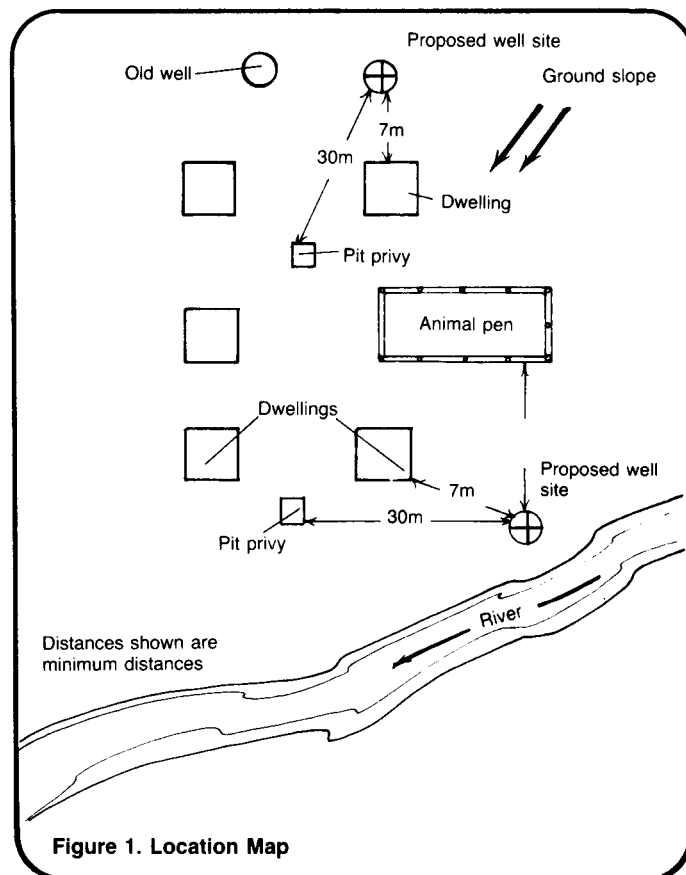 Proposed well site
Old well
Ground slope
7m
30m
Dwelling
Pit privy
Animal pen
Dwellings
Proposed well
site
7m
30m
Pit privy
River
Distances shown are
minimum distances
Figure 1. Location Map